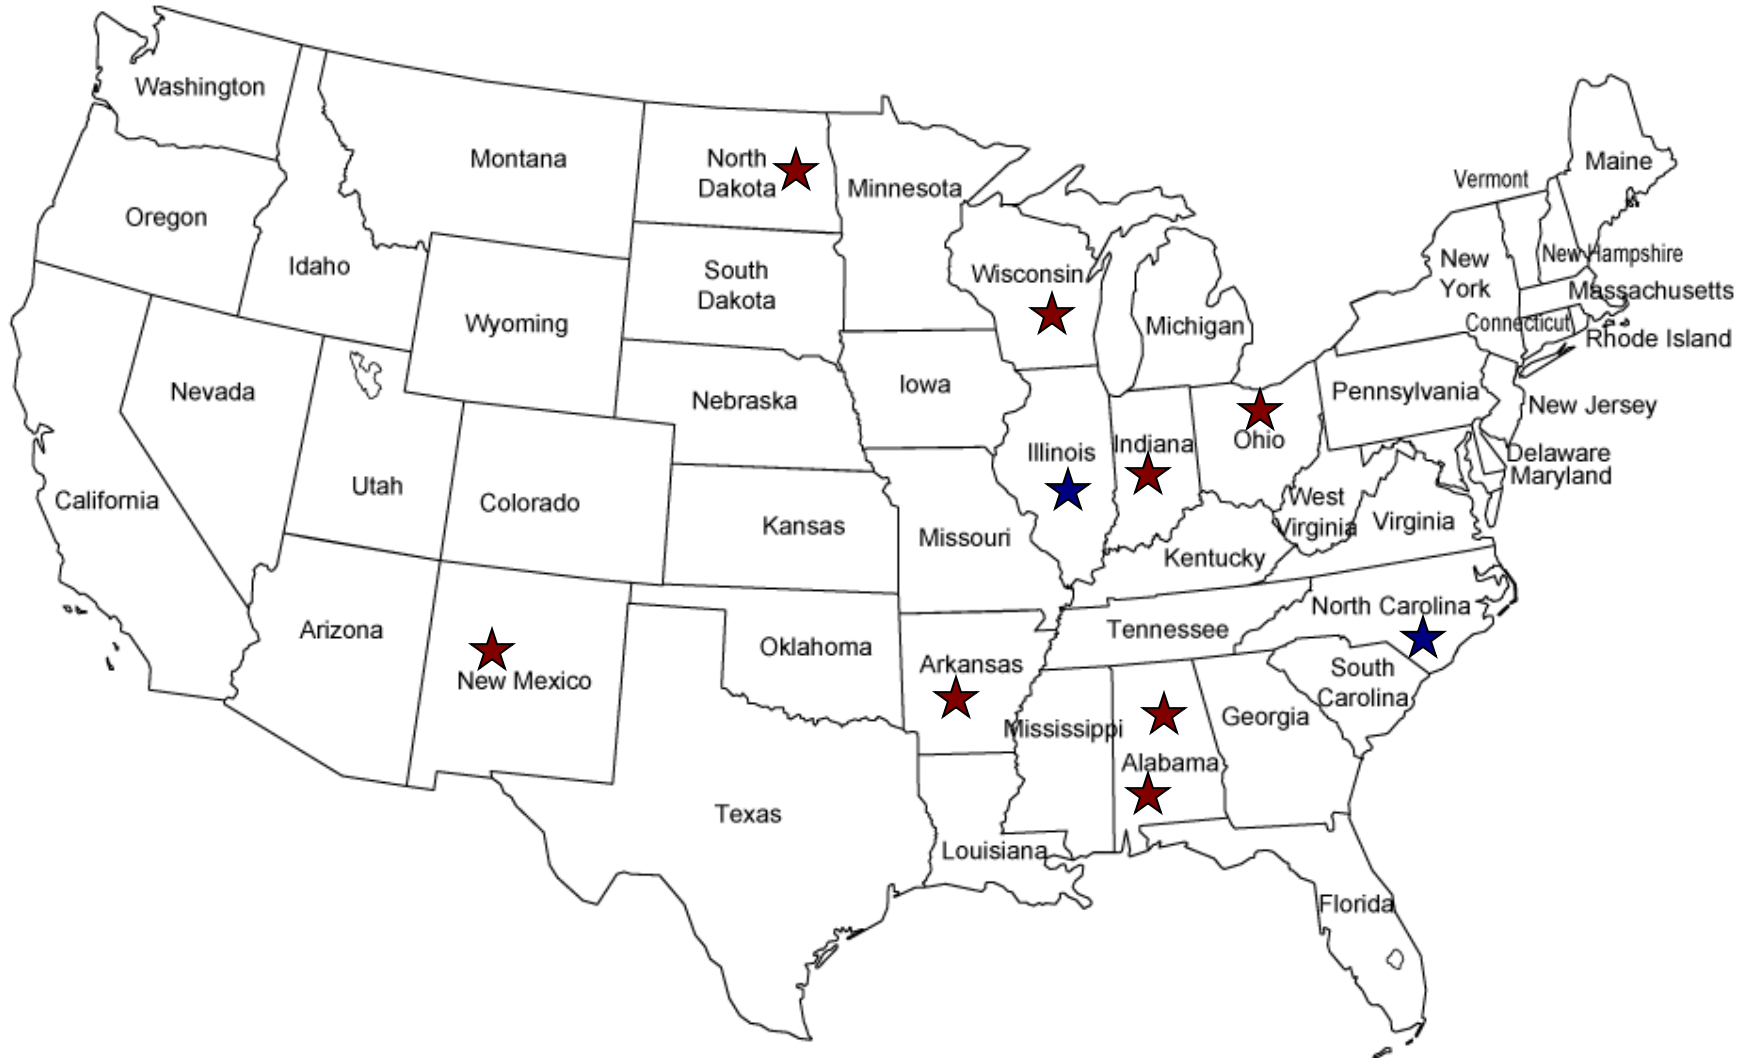 Washington
Montana
North
Dakota
Minnesota
Maine
Vermont
Oregon
Idaho
South
Dakota
Wisconsin
New
York
New Hampshire
Massachusetts
Wyoming
Michigan
Connecticut
Rhode Island
Nevada
Nebraska
Iowa
Pennsylvania
New Jersey
Utah
Colorado
Illinois
Indiana
Ohio
Delaware
Maryland
California
Kansas
Missouri
West
Virginia
Virginia
Kentucky
Arizona
New Mexico
Oklahoma
Arkansas
Tennessee
North Carolina
South
Carolina
Mississippi
Alabama
Georgia
Texas
Louisiana
Florida